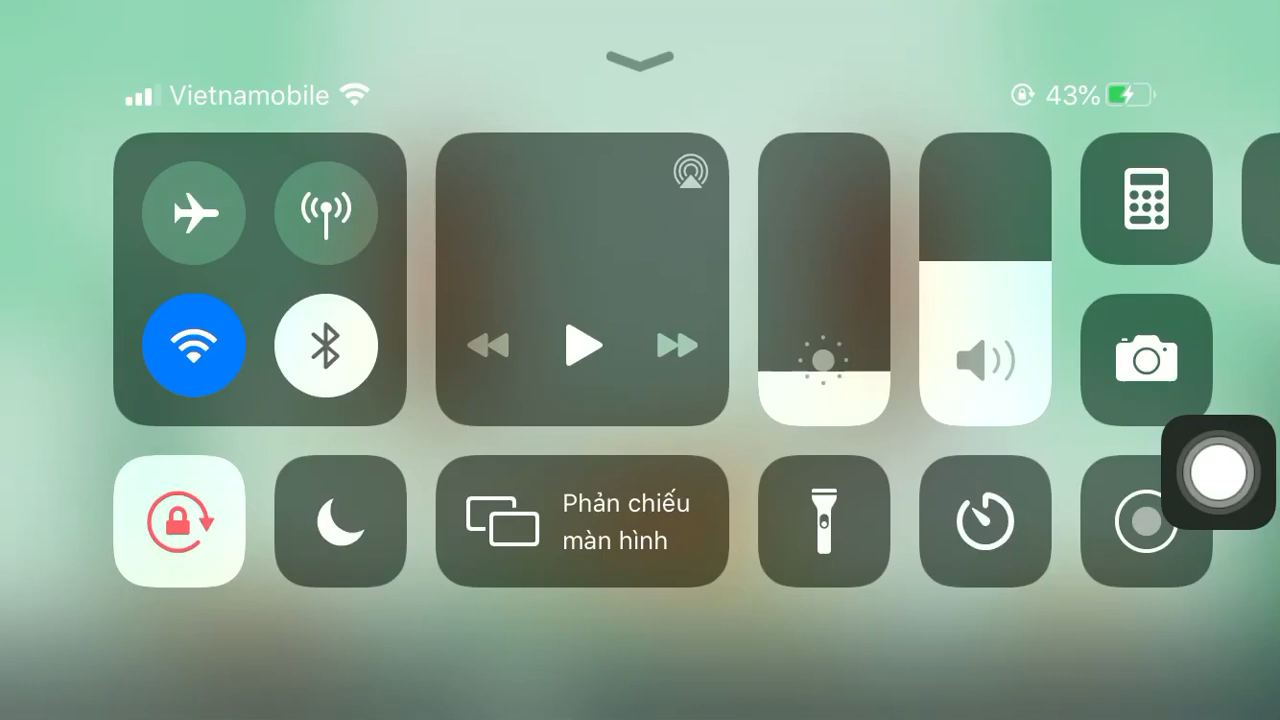 Vietnamobile
43%
Phản chiếu
màn hình